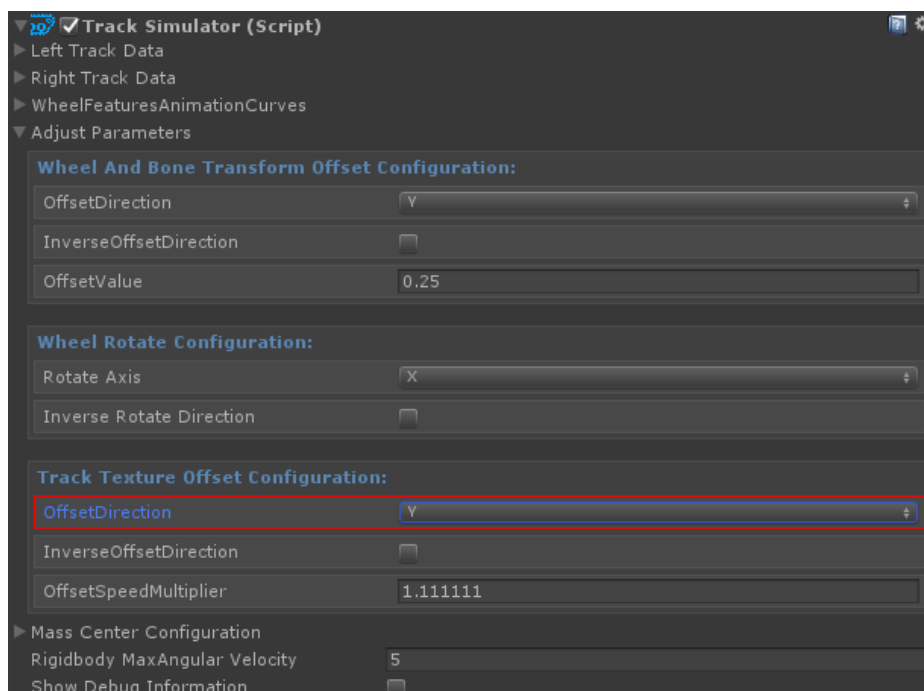 Track Simulator (Script)
Left Track Data
Right Track Data
WheelFeaturesAnimationCurves
Adjust Parameters
Wheel And Bone Transform Offset Configuration:
OffsetDirection Y
InverseOffsetDirection
OffsetValue 0.25
Wheel Rotate Configuration:
Rotate Axis X
Inverse Rotate Direction
Track Texture Offset Configuration:
OffsetDirection Y
InverseOffsetDirection
OffsetSpeedMultiplier 1.111111
Mass Center Configuration
Rigidbody MaxAngular Velocity 5
Show Debug Information